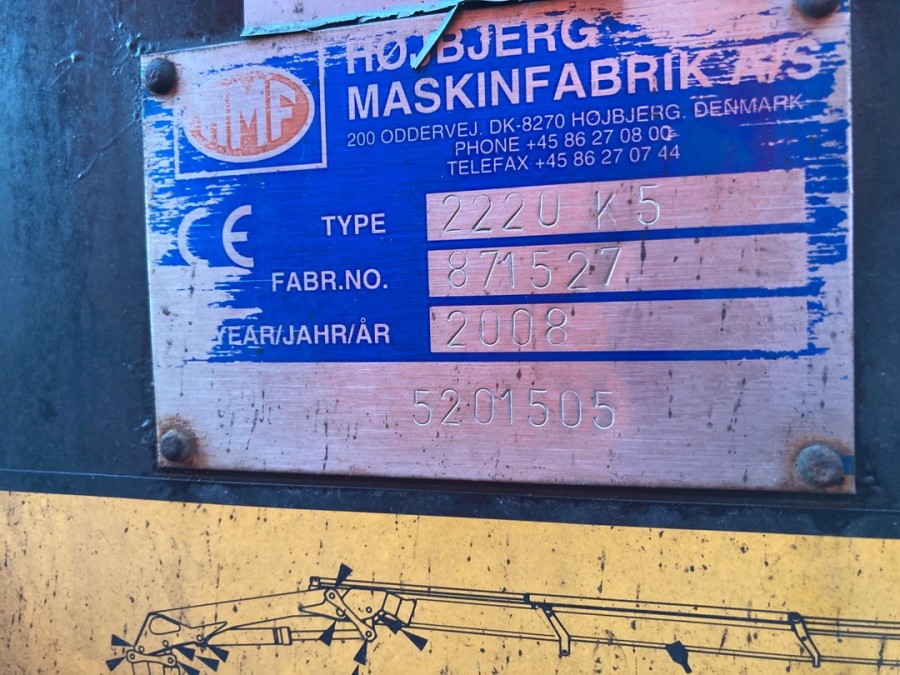 HMF
HØJBJERG
MASKINFABRIK A/S
200 ODDERVEJ. DK-8270 HØJBJERG. DENMARK
PHONE +45 86 27 08 00
TELEFAX +45 86 27 07 44
CE
TYPE 2220 K5
FABR.NO. 871527
YEAR/JAHR/ÅR 2008
5201505